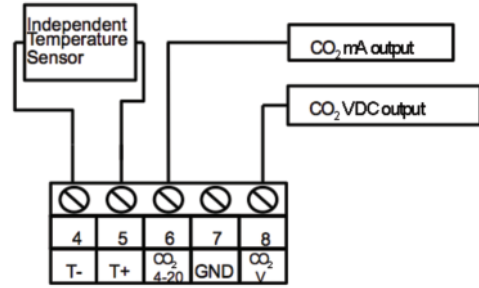 Independent
Temperature
Sensor
CO₂ mA output
CO₂ VDC output
4 5 6 7 8
T- T+ CO₂ 4-20 GND CO₂ V